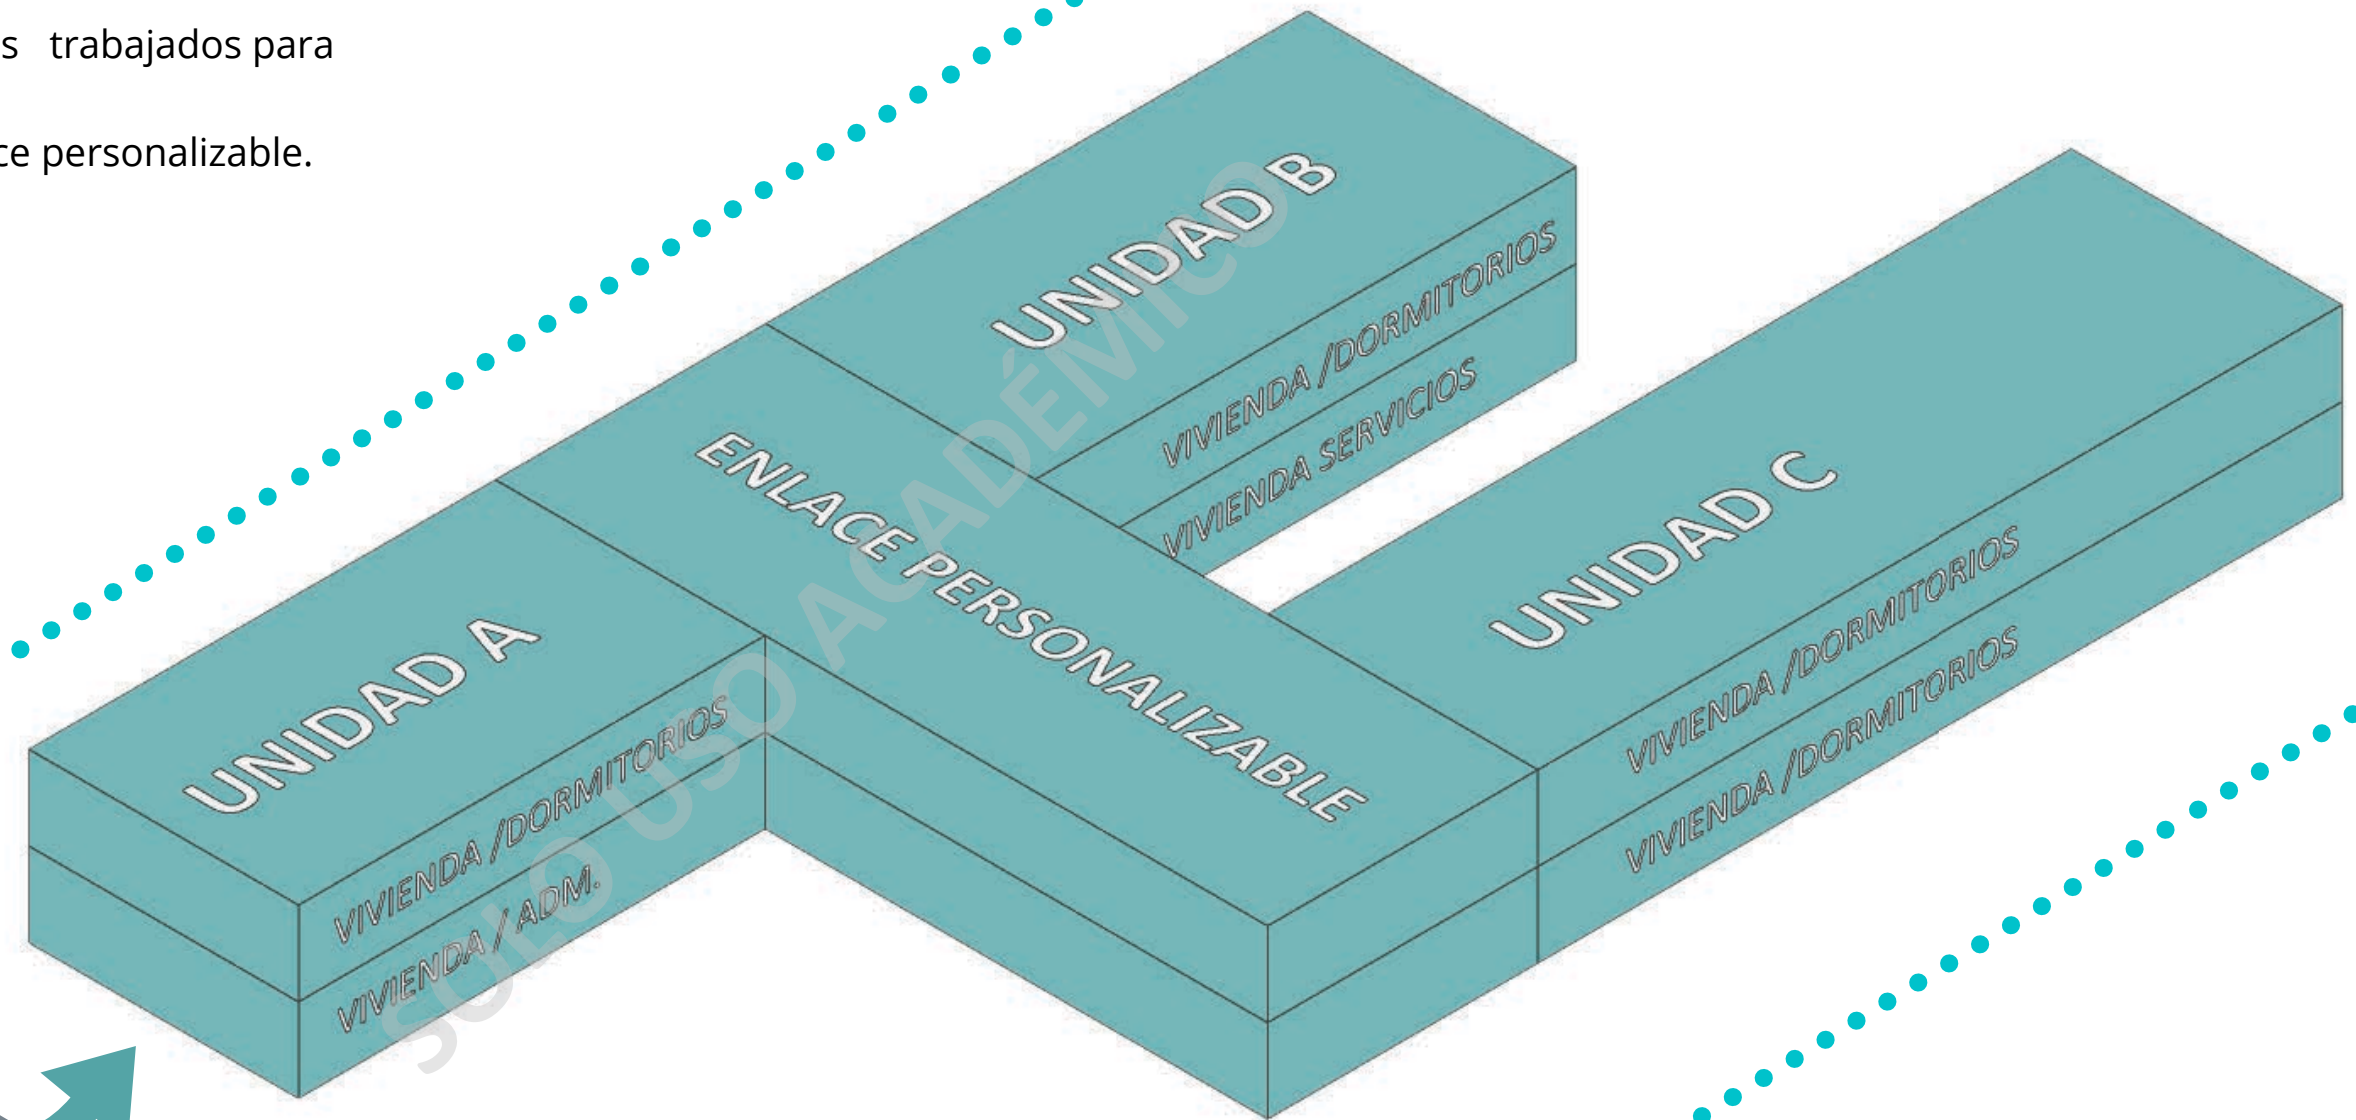 s trabajados para
ce personalizable.
UNIDAD B
VIVIENDA /DORMITORIOS
VIVIENDA SERVICIOS
ENLACE PERSONALIZABLE
UNIDAD C
VIVIENDA /DORMITORIOS
VIVIENDA /DORMITORIOS
UNIDAD A
VIVIENDA /DORMITORIOS
VIVIENDA / ADM.
SOLO USO ACADÉMICO